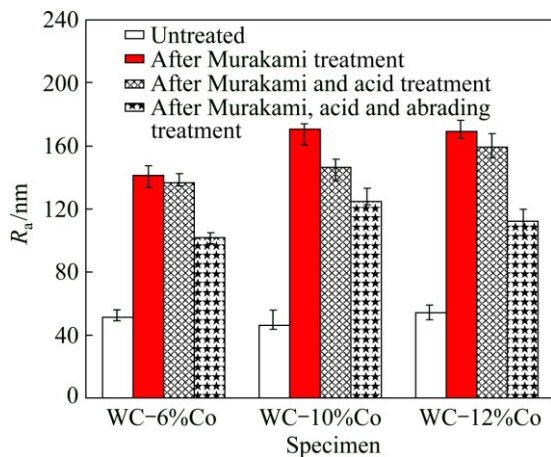 240
200
160
120
80
40
0
Rₐ/nm
Untreated
After Murakami treatment
After Murakami and acid treatment
After Murakami, acid and abrading
treatment
WC−6%Co WC−10%Co WC−12%Co
Specimen